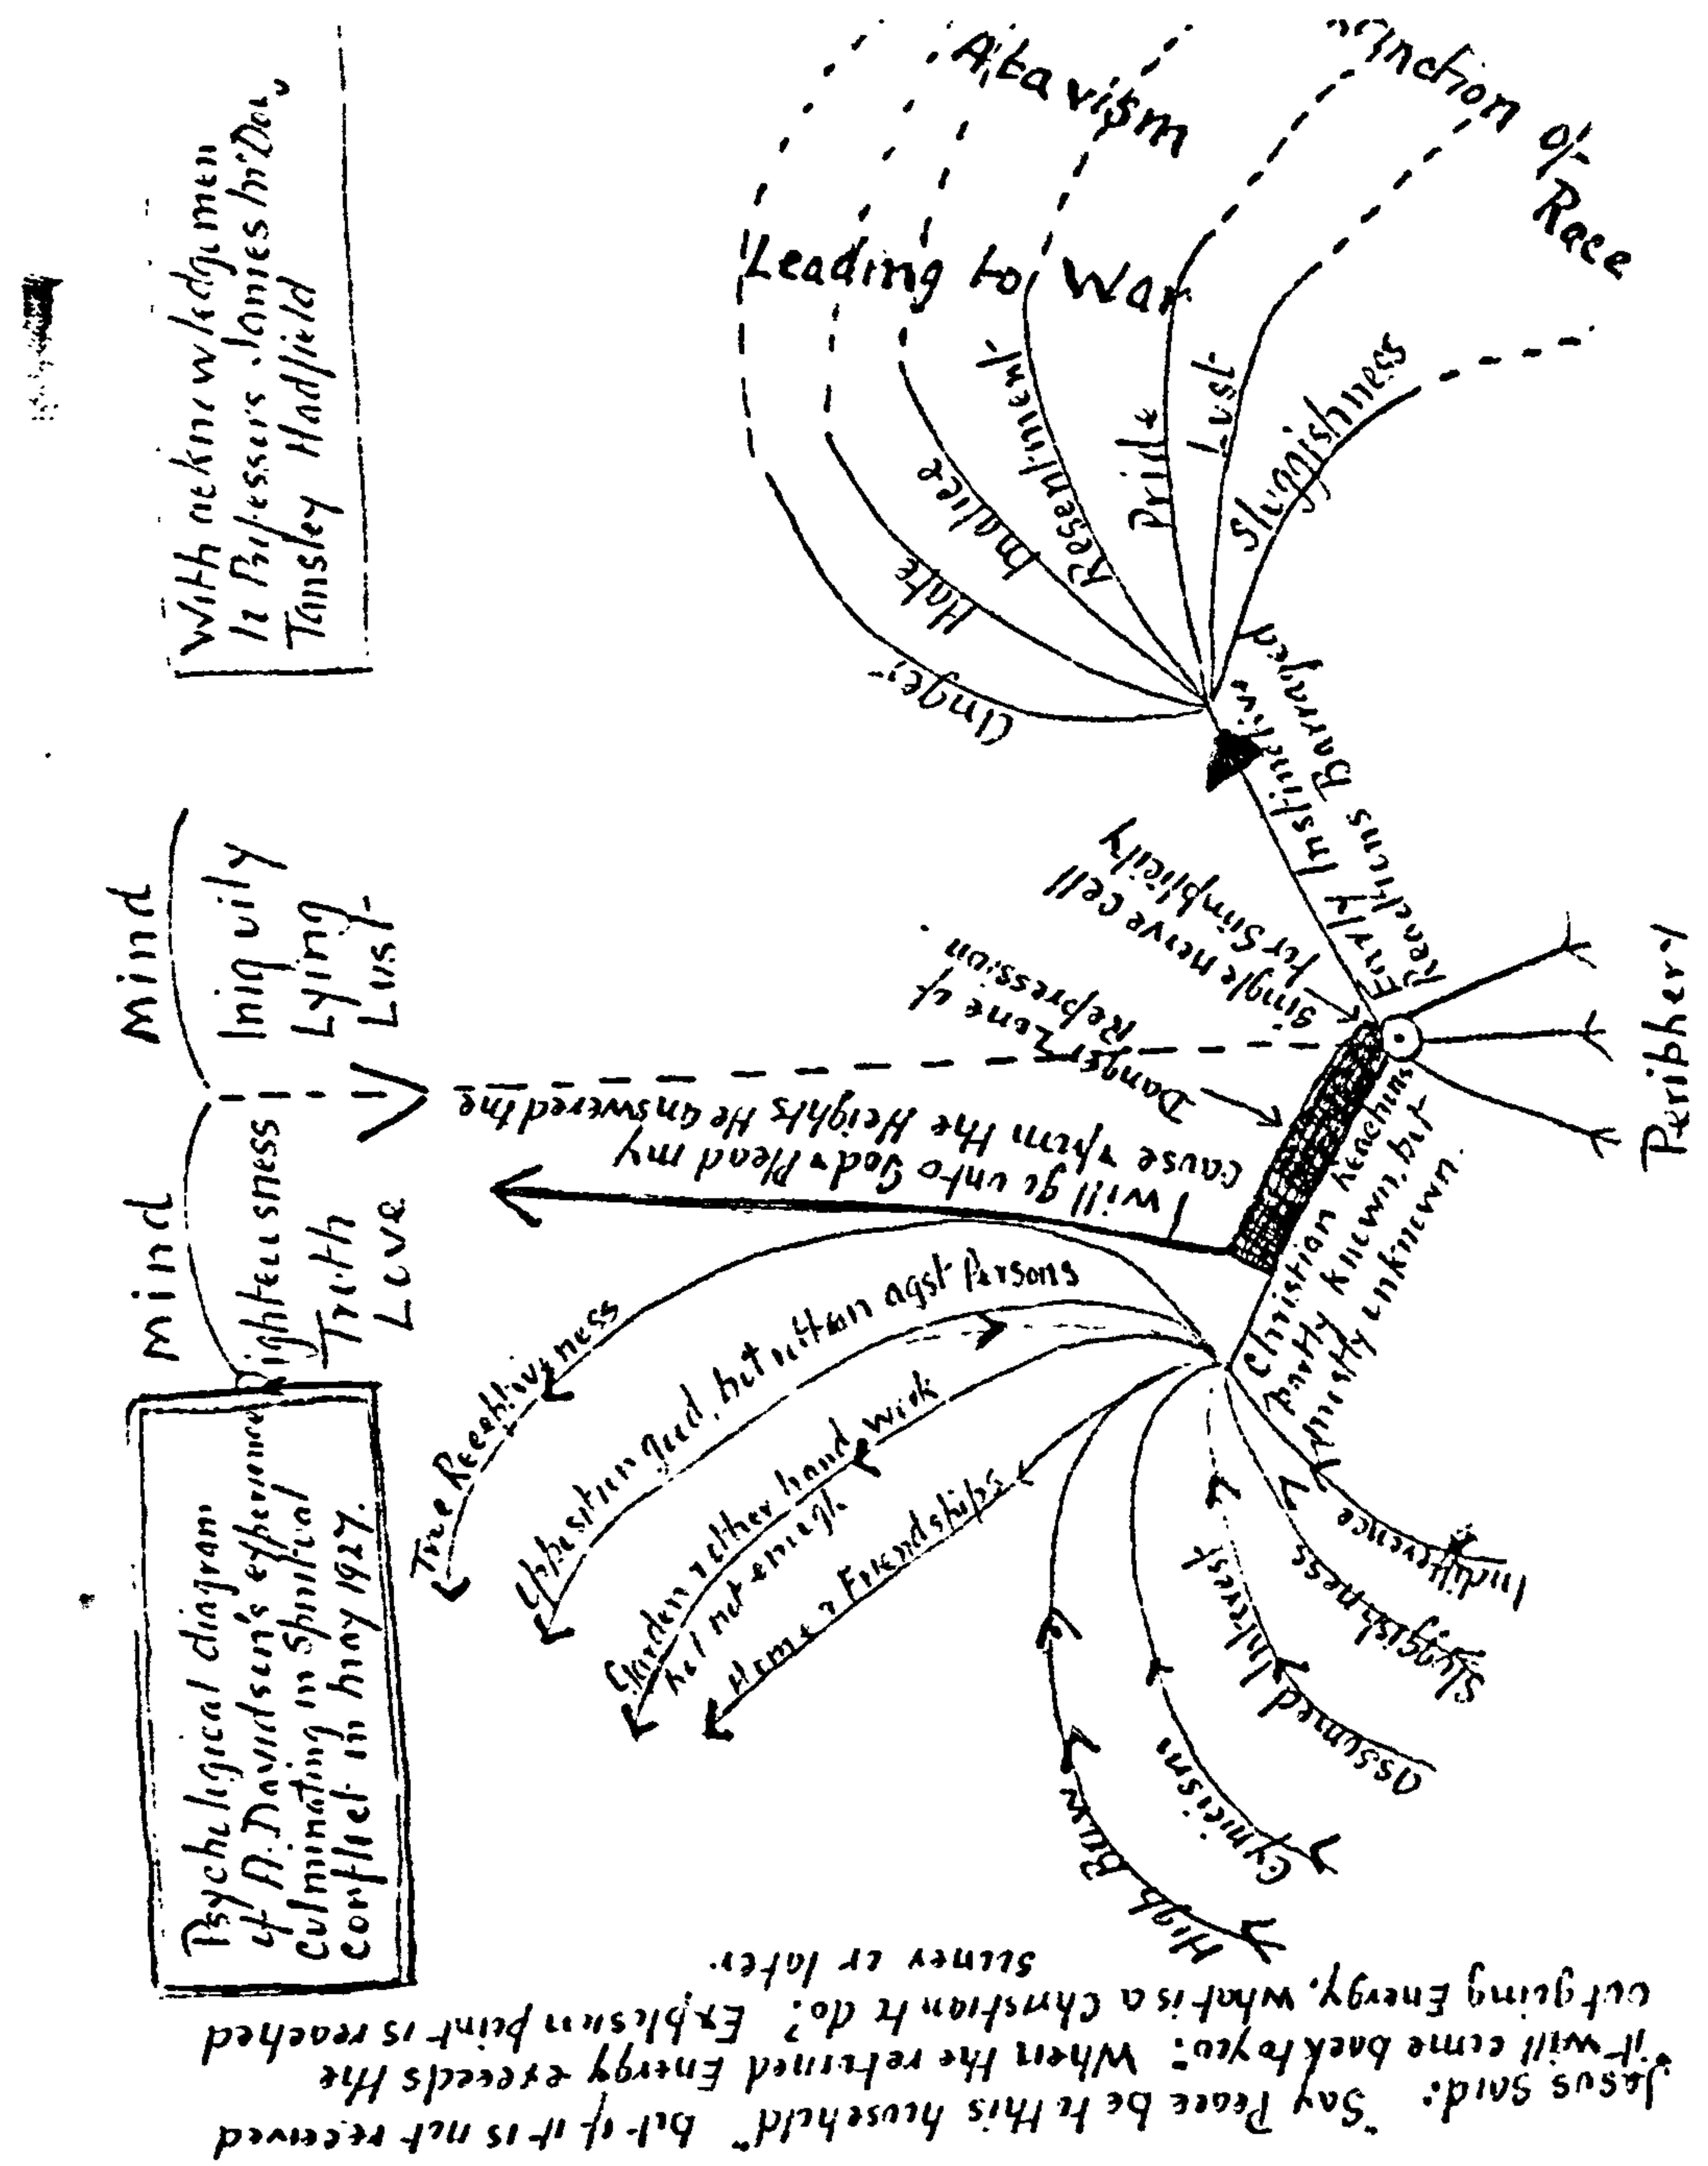 Psychological diagram
of A. Davidson's experience
culminating in spiritual
conflict in May 1927.
mind
Righteousness
Truth
Love
mind
Iniquity
Lying
Lust
With acknowledgmen
to Professors James
Tansley Hadfield
True Receptiveness
Opposition good, but not agst Persons
Garden & other hand work
but not enough
Home & Friendships
High Brow
Cynicism
assumed Interest
Sluggishness
Indifference
I will go unto God & Plead my
cause & from the Heights He answered me
Danger Zone of
Repression
Single nerve cell
for Simplicity
Christian Reactions
partly known, but
mostly unknown.
Early Instinctive
Reactions Barraged
Periphery
Anger
Hate
Malice
Resentment
Pride
Lust
Sluggishness
Leading to War
Atavism
inction of
Race
Jesus said: "Say Peace be to this household" but if it is not received
"it will come back to you". When the returned Energy exceeds the
outgoing Energy, what is a Christian to do? Explosion point is reached
sooner or later.